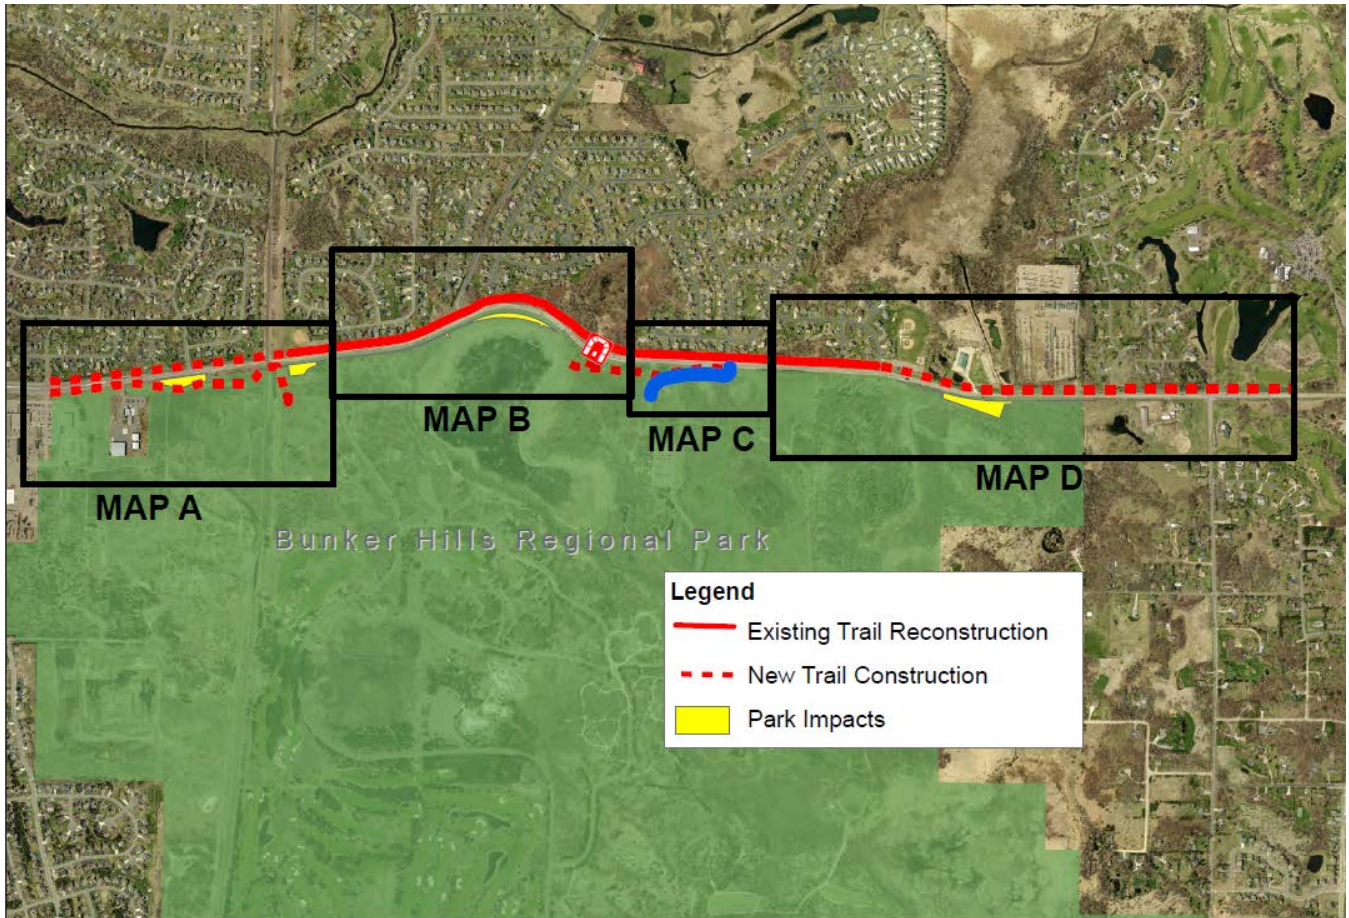 MAP A
MAP B
MAP C
MAP D
Bunker Hills Regional Park
Legend
Existing Trail Reconstruction
New Trail Construction
Park Impacts